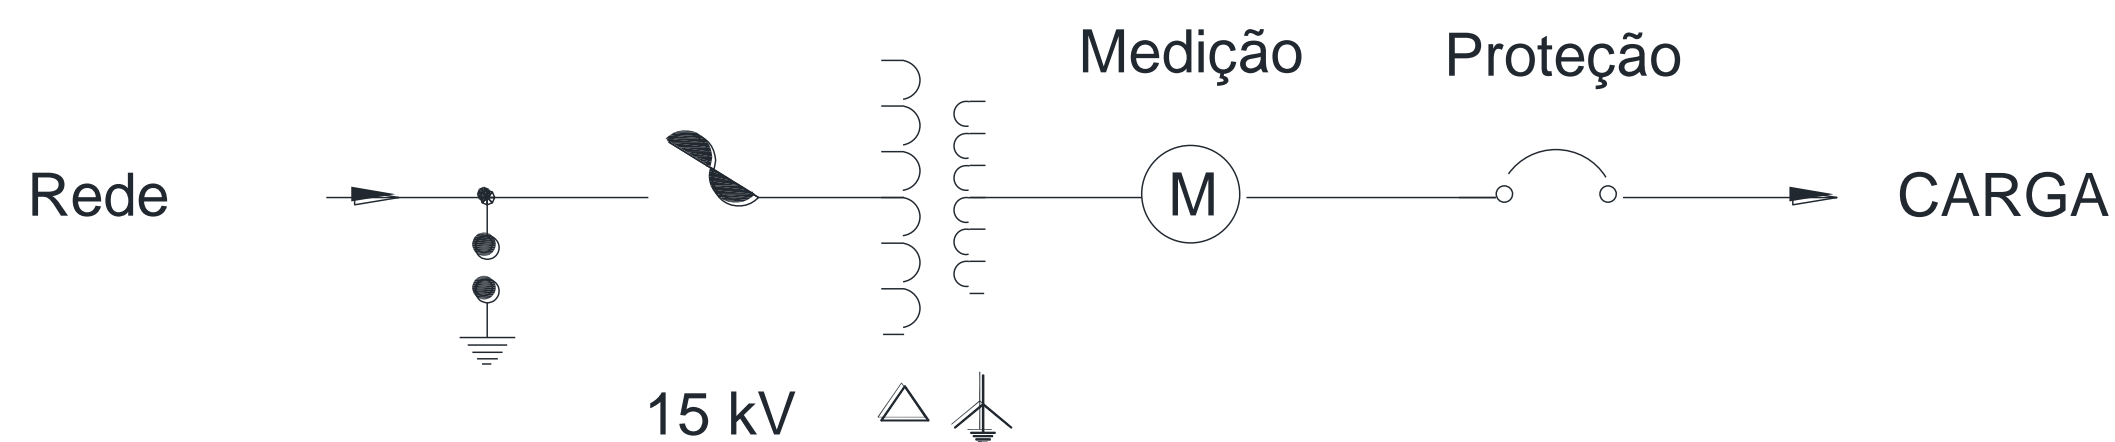 Medição
Proteção
Rede
M
CARGA
15 kV